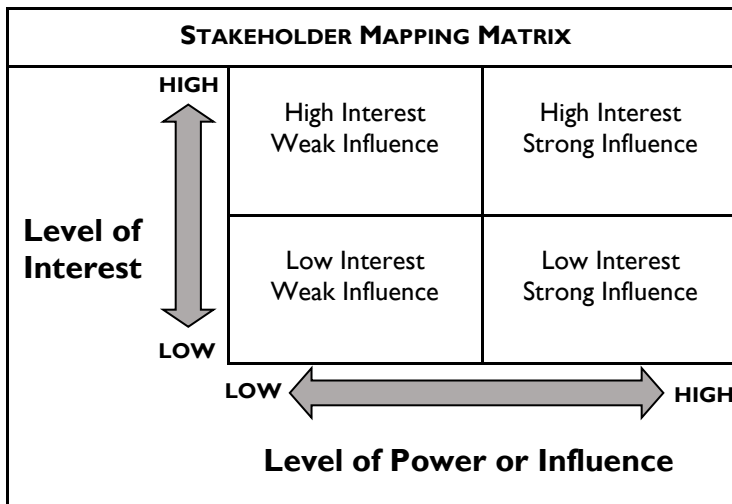 STAKEHOLDER MAPPING MATRIX
HIGH
High Interest
Weak Influence
High Interest
Strong Influence
Level of
Interest
Low Interest
Weak Influence
Low Interest
Strong Influence
LOW
LOW
HIGH
Level of Power or Influence